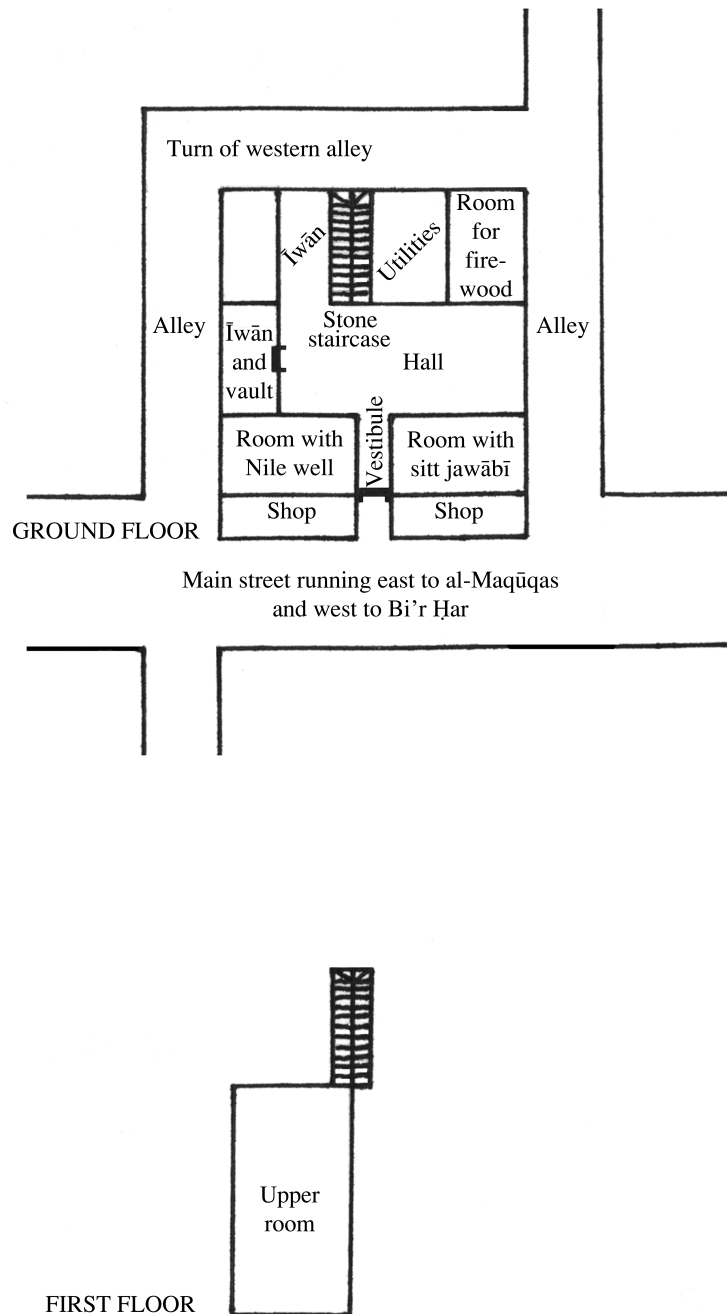 Turn of western alley
Īwān
Utilities
Room
for
fire-
wood
Alley
Īwān
and
vault
Stone
staircase
Hall
Alley
Room with
Nile well
Vestibule
Room with
sitt jawābī
Shop
Shop
GROUND FLOOR
Main street running east to al-Maqūqas
and west to Bi’r Ḥar
Upper
room
FIRST FLOOR